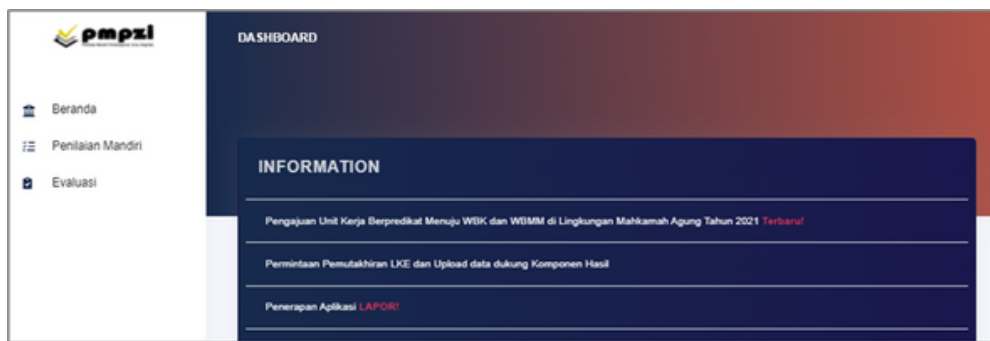 pmpzi
DASHBOARD
Beranda
Penilaian Mandiri
Evaluasi
INFORMATION
Pengajuan Unit Kerja Berpredikat Menuju WBK dan WBMM di Lingkungan Mahkamah Agung Tahun 2021 Terbaru!
Permintaan Pemutakhiran LKE dan Upload data dukung Komponen Hasil
Penerapan Aplikasi LAPOR!